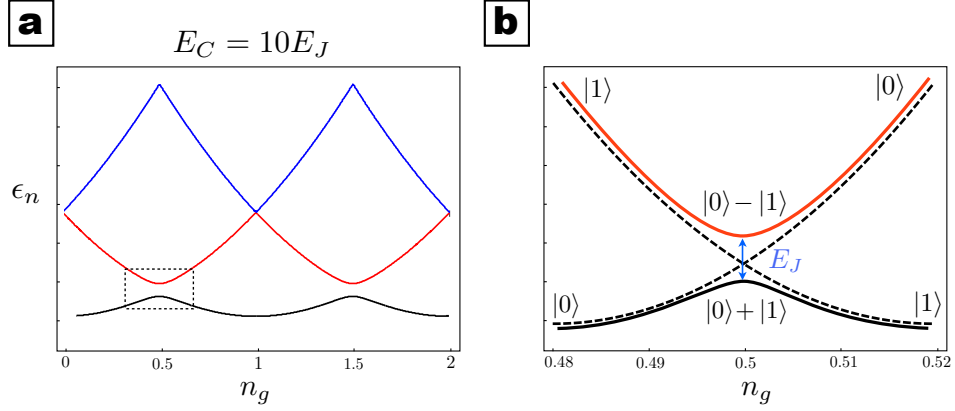 a
E_C = 10E_J
ϵ_n
0 0.5 1 1.5 2
n_g
b
|1⟩ |0⟩
|0⟩−|1⟩
E_J
|0⟩ |0⟩+|1⟩ |1⟩
0.48 0.49 0.5 0.51 0.52
n_g